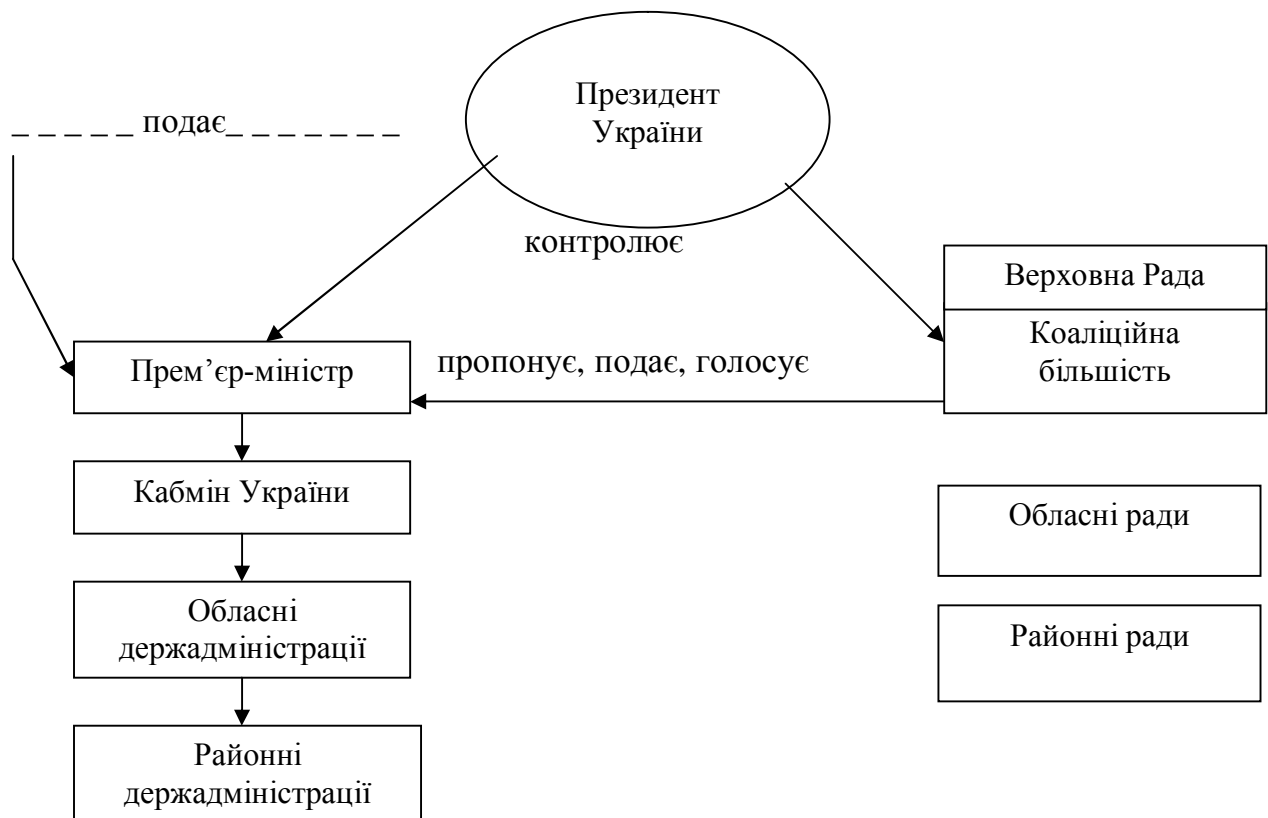 Президент
України
_ _ _ _ _ подає_ _ _ _ _ _ _
контролює
Верховна Рада
Коаліційна
більшість
Прем’єр-міністр
пропонує, подає, голосує
Кабмін України
Обласні ради
Обласні
держадміністрації
Районні ради
Районні
держадміністрації